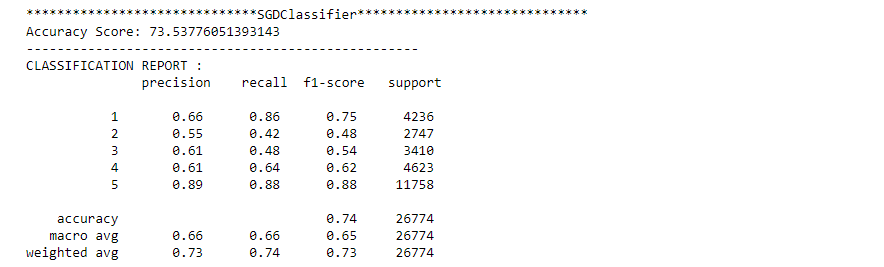 ******************************SGDClassifier******************************
Accuracy Score: 73.53776051393143
---------------------------------------------------
CLASSIFICATION REPORT :
               precision    recall  f1-score   support

           1       0.66      0.86      0.75      4236
           2       0.55      0.42      0.48      2747
           3       0.61      0.48      0.54      3410
           4       0.61      0.64      0.62      4623
           5       0.89      0.88      0.88     11758

    accuracy                           0.74     26774
   macro avg       0.66      0.66      0.65     26774
weighted avg       0.73      0.74      0.73     26774